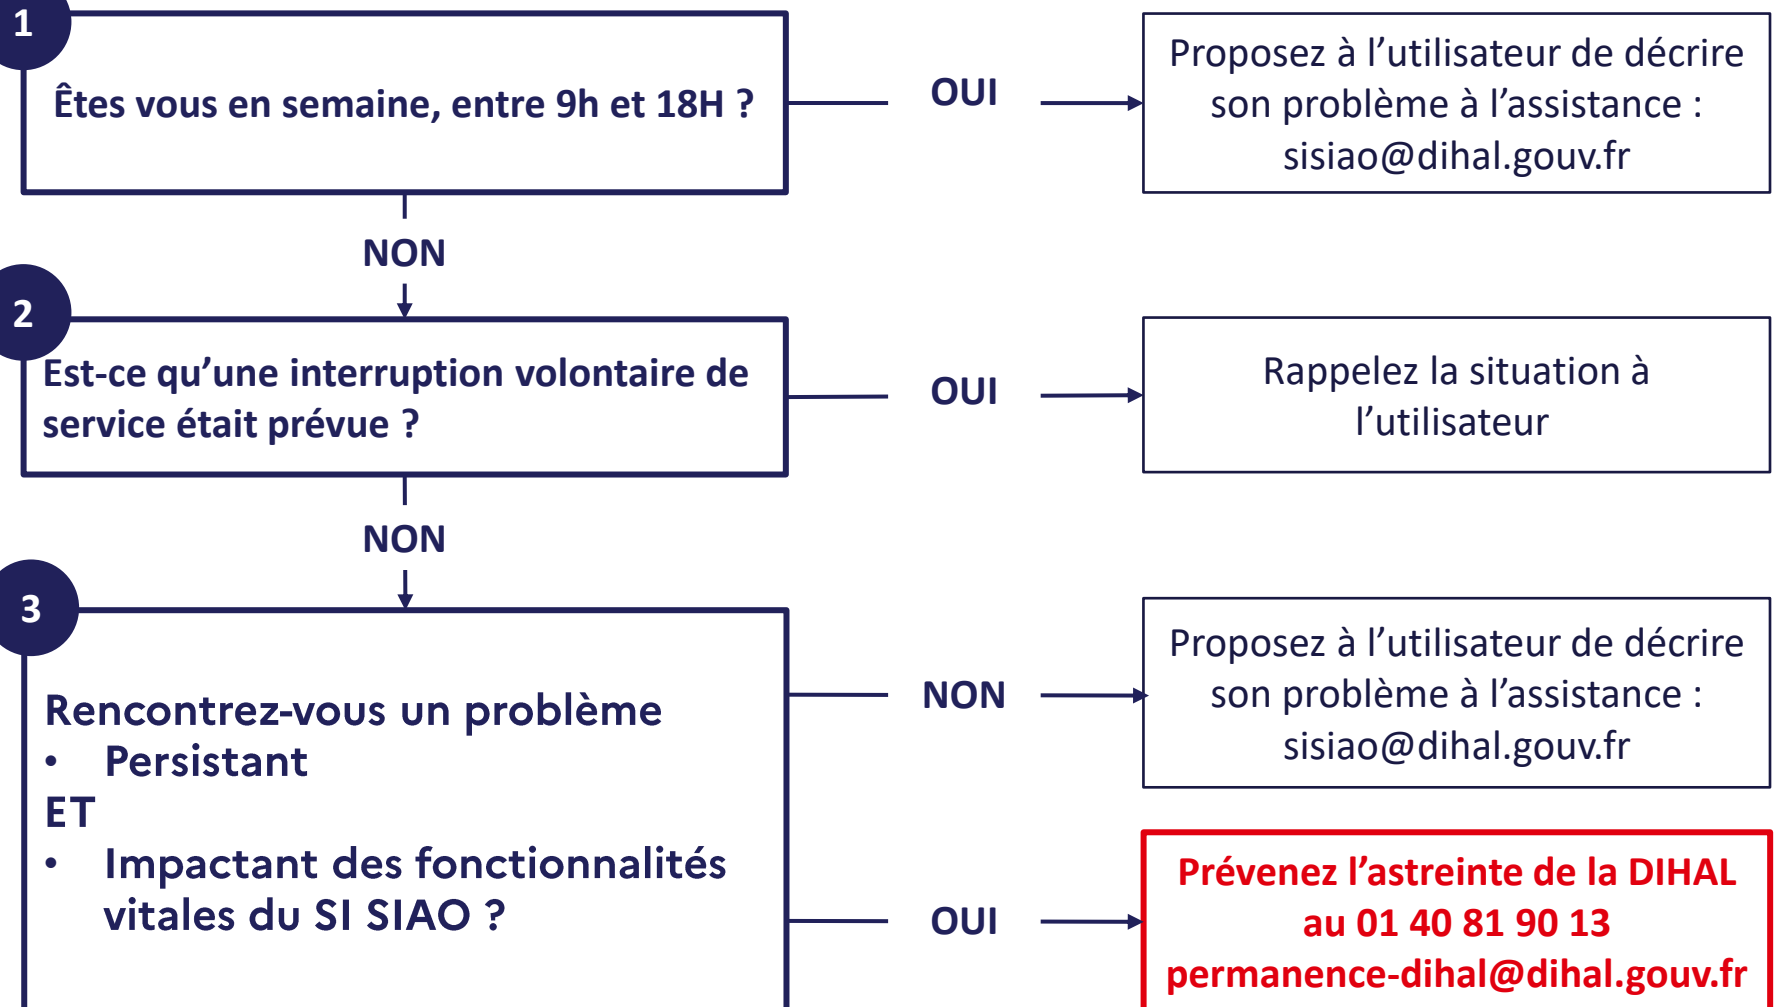 1
Êtes vous en semaine, entre 9h et 18H ?
OUI
Proposez à l’utilisateur de décrire
son problème à l’assistance :
sisiao@dihal.gouv.fr
NON
2
Est-ce qu’une interruption volontaire de
service était prévue ?
OUI
Rappelez la situation à
l’utilisateur
NON
3
Rencontrez-vous un problème
• Persistant
ET
• Impactant des fonctionnalités
vitales du SI SIAO ?
NON
Proposez à l’utilisateur de décrire
son problème à l’assistance :
sisiao@dihal.gouv.fr
OUI
Prévenez l’astreinte de la DIHAL
au 01 40 81 90 13
permanence-dihal@dihal.gouv.fr